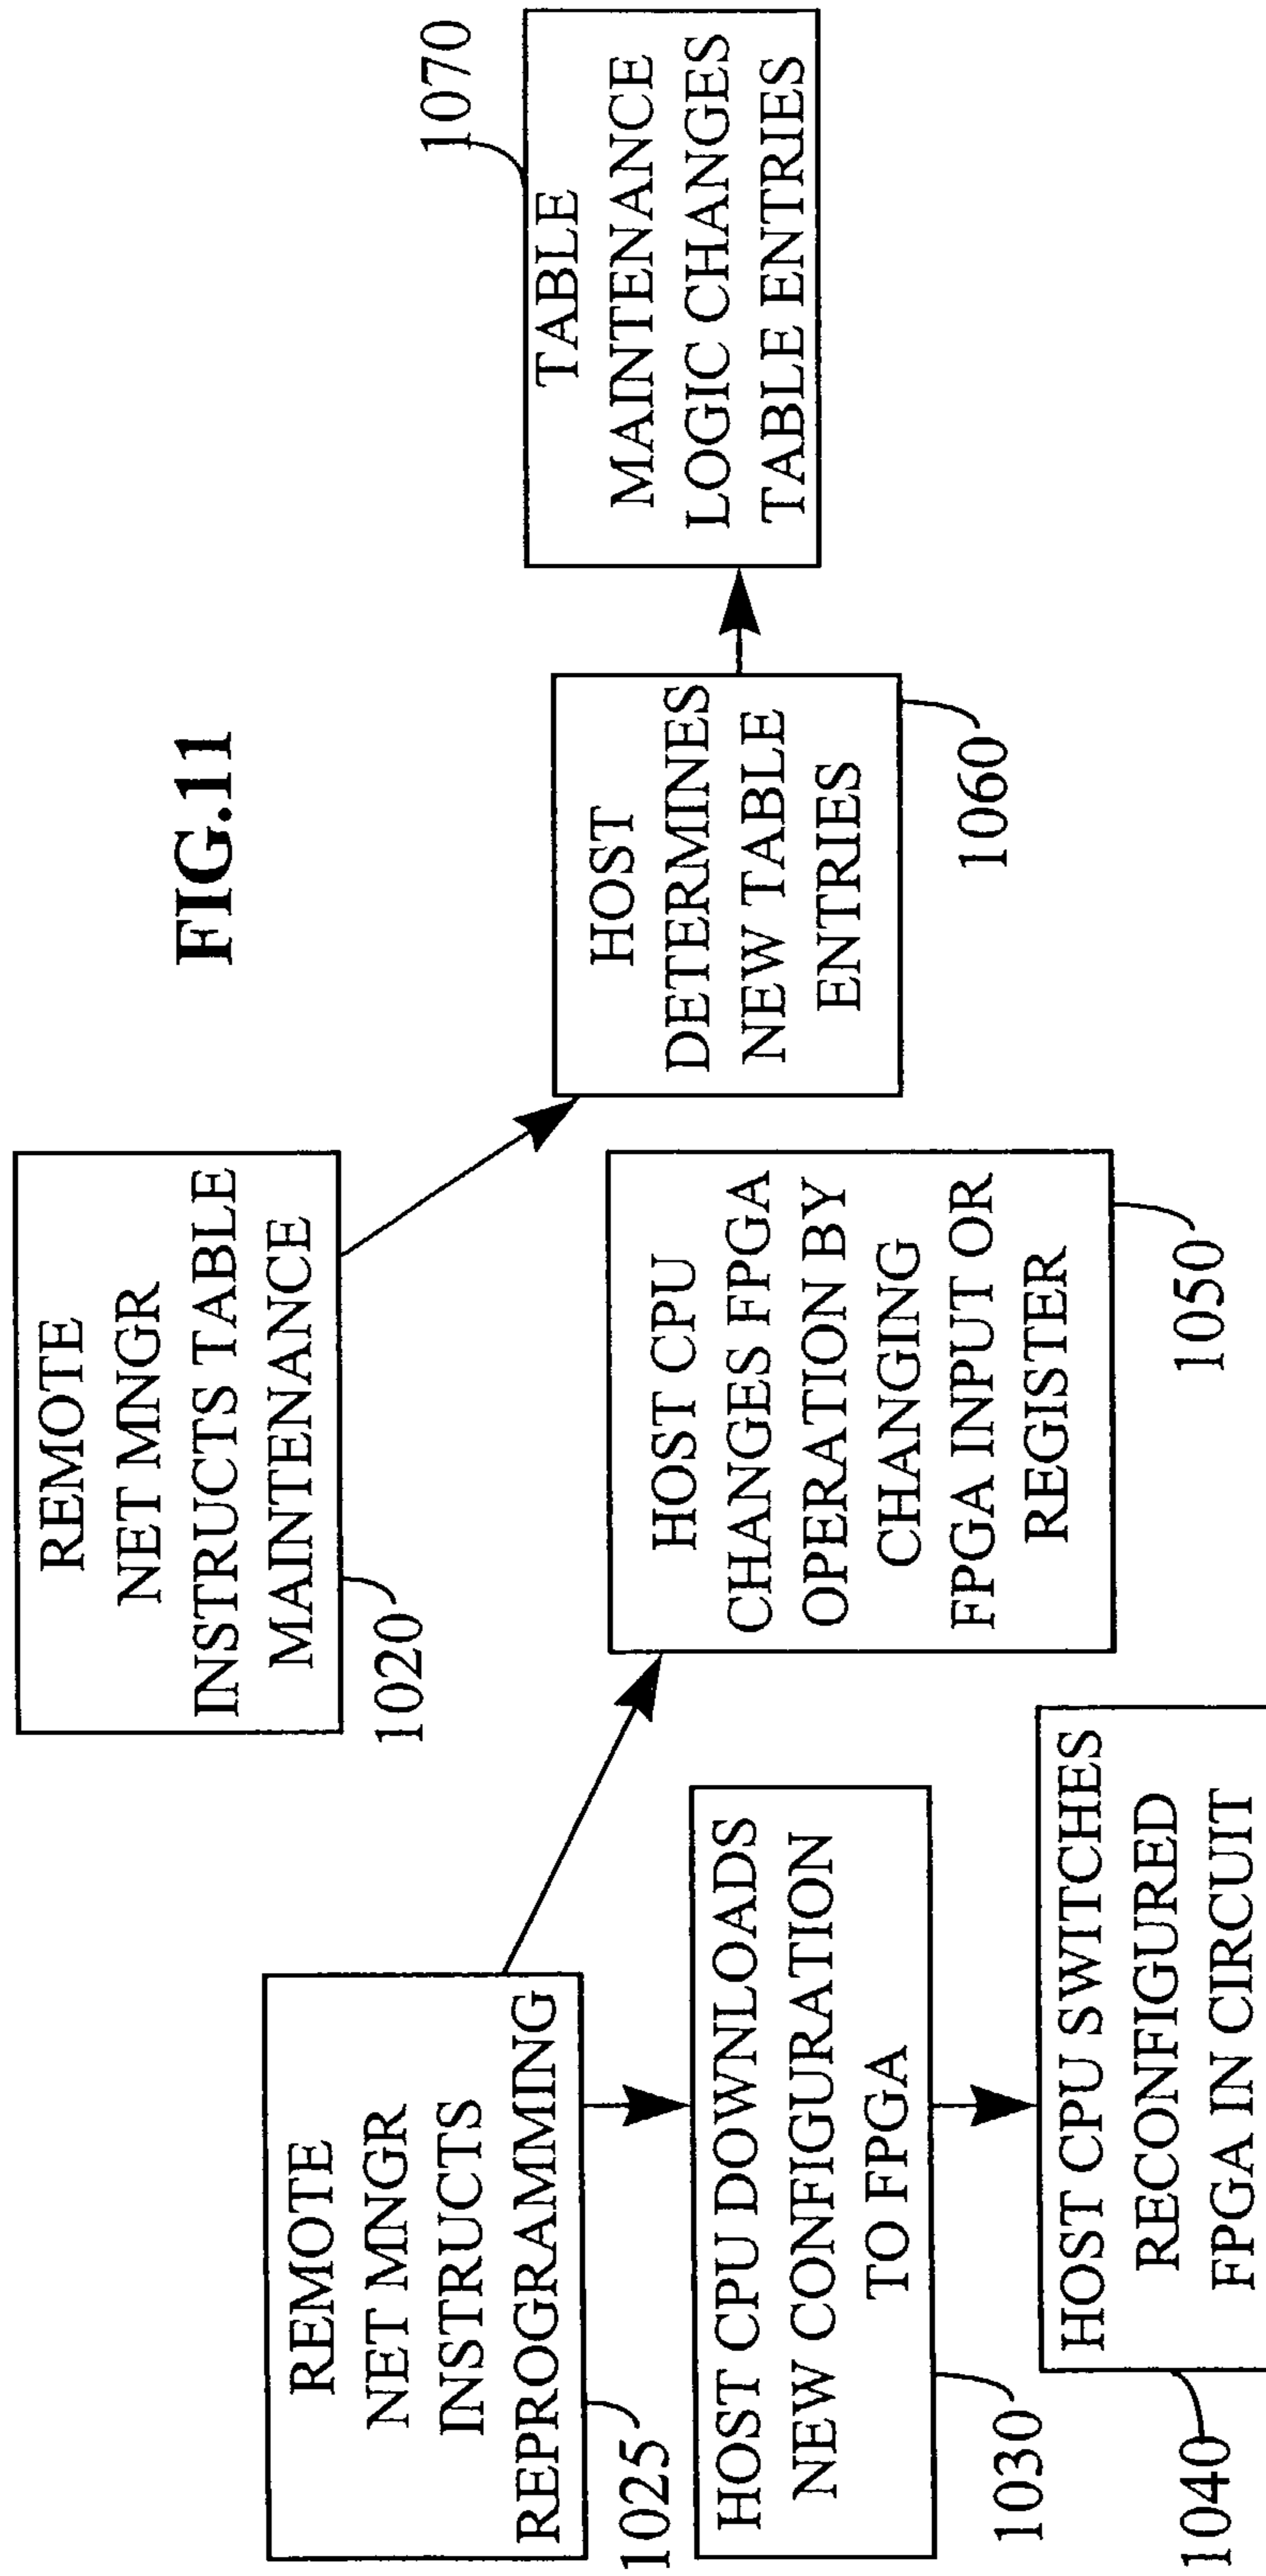 FIG.11
REMOTE
NET MNGR
INSTRUCTS TABLE
MAINTENANCE
1020
REMOTE
NET MNGR
INSTRUCTS
REPROGRAMMING
1025
HOST CPU DOWNLOADS
NEW CONFIGURATION
TO FPGA
1030
HOST CPU SWITCHES
RECONFIGURED
FPGA IN CIRCUIT
1040
HOST CPU
CHANGES FPGA
OPERATION BY
CHANGING
FPGA INPUT OR
REGISTER
1050
HOST
DETERMINES
NEW TABLE
ENTRIES
1060
TABLE
MAINTENANCE
LOGIC CHANGES
TABLE ENTRIES
1070